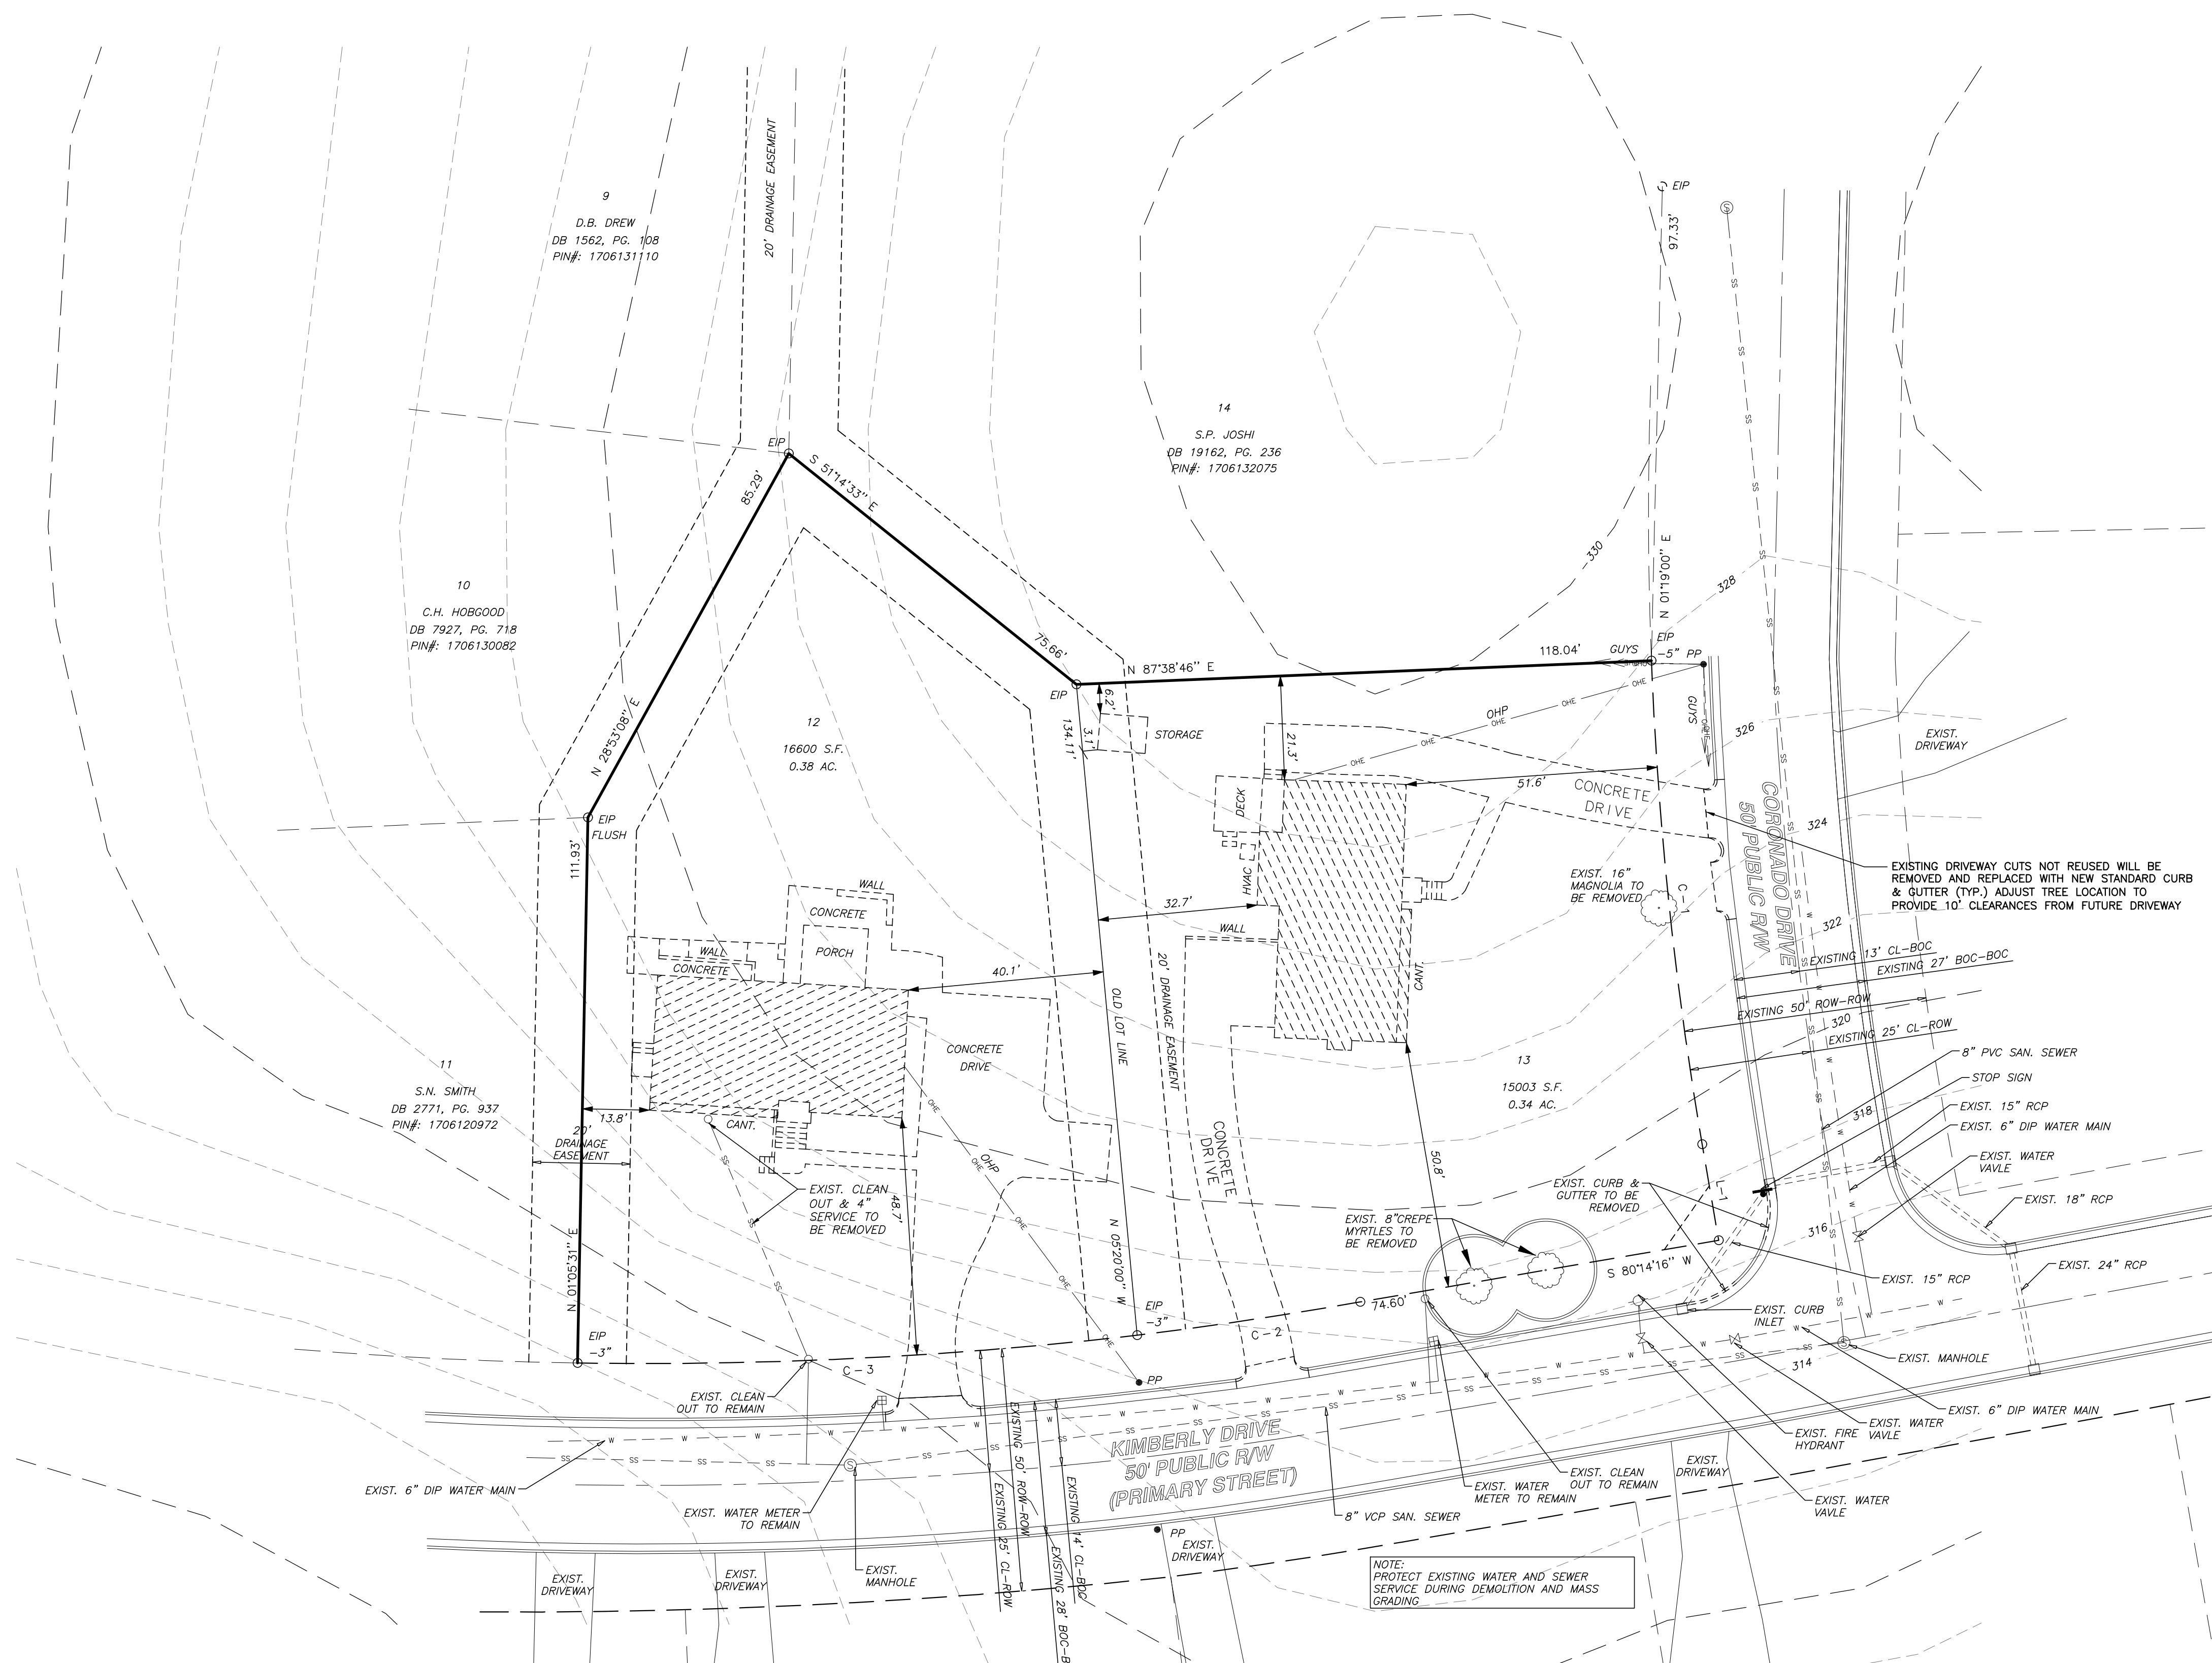 9
D.B. DREW
DB 1562, PG. 108
PIN#: 1706131110
20' DRAINAGE EASEMENT
EIP
97.33'
S
14
S.P. JOSHI
DB 19162, PG. 236
PIN#: 1706132075
EIP
85.29'
S 51°14'33" E
330
328
N 01°19'00" E
10
C.H. HOBGOOD
DB 7927, PG. 718
PIN#: 1706130082
75.66'
N 87°38'46" E
118.04'
GUYS
EIP
-5" PP
EIP
GUYS
N 28°53'08" E
12
16600 S.F.
0.38 AC.
6.2'
3.1'
134.11'
STORAGE
21.3'
OHP
OHE
OHE
OHE
OHE
OHE
326
EXIST.
DRIVEWAY
51.6'
CONCRETE
DRIVE
DECK
EIP
FLUSH
111.93'
324
CORONADO DRIVE
50' PUBLIC R/W
EXISTING DRIVEWAY CUTS NOT REUSED WILL BE
REMOVED AND REPLACED WITH NEW STANDARD CURB
& GUTTER (TYP.) ADJUST TREE LOCATION TO
PROVIDE 10' CLEARANCES FROM FUTURE DRIVEWAY
HVAC
EXIST. 16"
MAGNOLIA TO
BE REMOVED
C-1
WALL
CONCRETE
PORCH
WALL
CONCRETE
32.7'
WALL
322
40.1'
20' DRAINAGE EASEMENT
OLD LOT LINE
CANT.
EXISTING 13' CL-BOC
EXISTING 27' BOC-BOC
EXISTING 50' ROW-ROW
320
EXISTING 25' CL-ROW
CONCRETE
DRIVE
13
15003 S.F.
0.34 AC.
8" PVC SAN. SEWER
STOP SIGN
EXIST. 15" RCP
318
EXIST. 6" DIP WATER MAIN
11
S.N. SMITH
DB 2771, PG. 937
PIN#: 1706120972
13.8'
20'
DRAINAGE
EASEMENT
CANT.
OHE
OHP
OHE
OHE
OHE
OHE
CONCRETE
DRIVE
50.8'
EXIST. WATER
VAVLE
EXIST. CURB &
GUTTER TO BE
REMOVED
L-1
EXIST. 18" RCP
EXIST. CLEAN
OUT & 4"
SERVICE TO
BE REMOVED
48.7'
EXIST. 8"CREPE
MYRTLES TO
BE REMOVED
316
N 01°05'31" E
N 05°20'00" W
S 80°14'16" W
EXIST. 24" RCP
EXIST. 15" RCP
EIP
-3"
EIP
-3"
74.60'
C-2
EXIST. CURB
INLET
314
EXIST. MANHOLE
C-3
PP
EXIST. CLEAN
OUT TO REMAIN
KIMBERLY DRIVE
50' PUBLIC R/W
(PRIMARY STREET)
EXIST. 6" DIP WATER MAIN
EXIST. WATER
VAVLE
EXIST. FIRE
HYDRANT
EXIST. CLEAN
OUT TO REMAIN
EXIST.
DRIVEWAY
EXIST. WATER
METER TO REMAIN
EXIST. WATER
VAVLE
EXIST. 6" DIP WATER MAIN
S
EXIST. WATER METER
TO REMAIN
EXISTING 25' CL-ROW
EXISTING 50' ROW-ROW
EXISTING 28' BOC-B
EXISTING 14' CL-BOC
8" VCP SAN. SEWER
PP
EXIST.
DRIVEWAY
EXIST.
DRIVEWAY
EXIST.
DRIVEWAY
EXIST.
MANHOLE
NOTE:
PROTECT EXISTING WATER AND SEWER
SERVICE DURING DEMOLITION AND MASS
GRADING